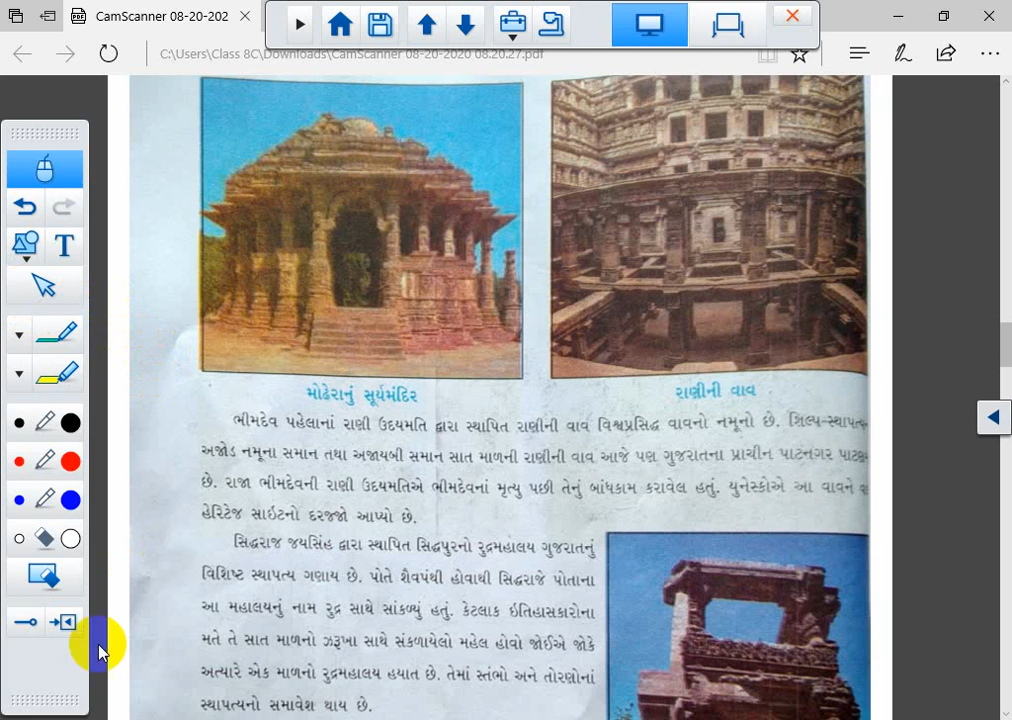 CamScanner 08-20-202
C:\Users\Class 8C\Downloads\CamScanner 08-20-2020 08.20.27.pdf
T
મોઢેરાનું સૂર્યમંદિર
રાણીની વાવ
ભીમદેવ પહેલાનાં રાણી ઉદયમતિ દ્વારા સ્થાપિત રાણીની વાવ વિશ્વપ્રસિદ્ધ વાવનો નમૂનો છે. શિલ્પ-સ્થાપત્ય
અજોડ નમૂના સમાન તથા અજાયબી સમાન સાત માળની રાણીની વાવ આજે પણ ગુજરાતના પ્રાચીન પાટનગર
છે. રાજા ભીમદેવની રાણી ઉદયમતિએ ભીમદેવનાં મૃત્યુ પછી તેનું બાંધકામ કરાવેલ હતું. યુનેસ્કોએ આ વાવને
હેરિટેજ સાઇટનો દરજ્જો આપ્યો છે.
સિદ્ધરાજ જયસિંહ દ્વારા સ્થાપિત સિદ્ધપુરનો રુદ્રમહાલય ગુજરાતનું
વિશિષ્ટ સ્થાપત્ય ગણાય છે. પોતે શૈવપંથી હોવાથી સિદ્ધરાજે પોતાના
આ મહાલયનું નામ રુદ્ર સાથે સાંકળ્યું હતું. કેટલાક ઇતિહાસકારોના
મતે તે સાત માળનો ઝરૂખા સાથે સંકળાયેલો મહેલ હોવો જોઈએ જોકે
અત્યારે એક માળનો રુદ્રમહાલય હયાત છે. તેમાં સ્તંભો અને તોરણોનાં
સ્થાપત્યનો સમાવેશ થાય છે.